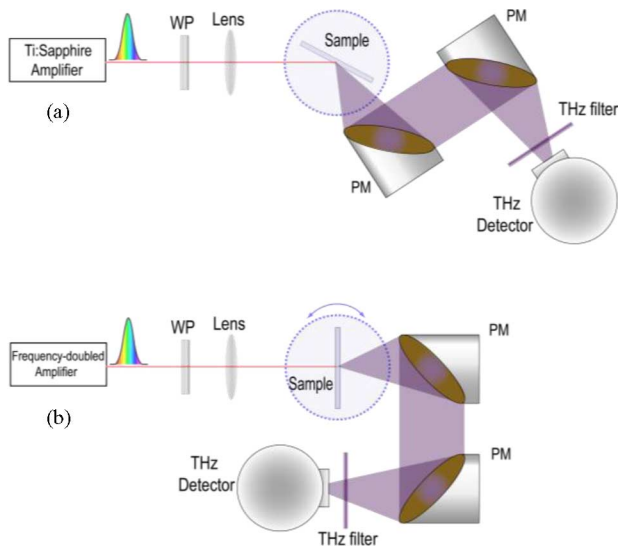 Ti:Sapphire
Amplifier
WP
Lens
Sample
PM
PM
THz filter
THz
Detector
(a)
Frequency-doubled
Amplifier
WP
Lens
Sample
PM
PM
THz
Detector
THz filter
(b)